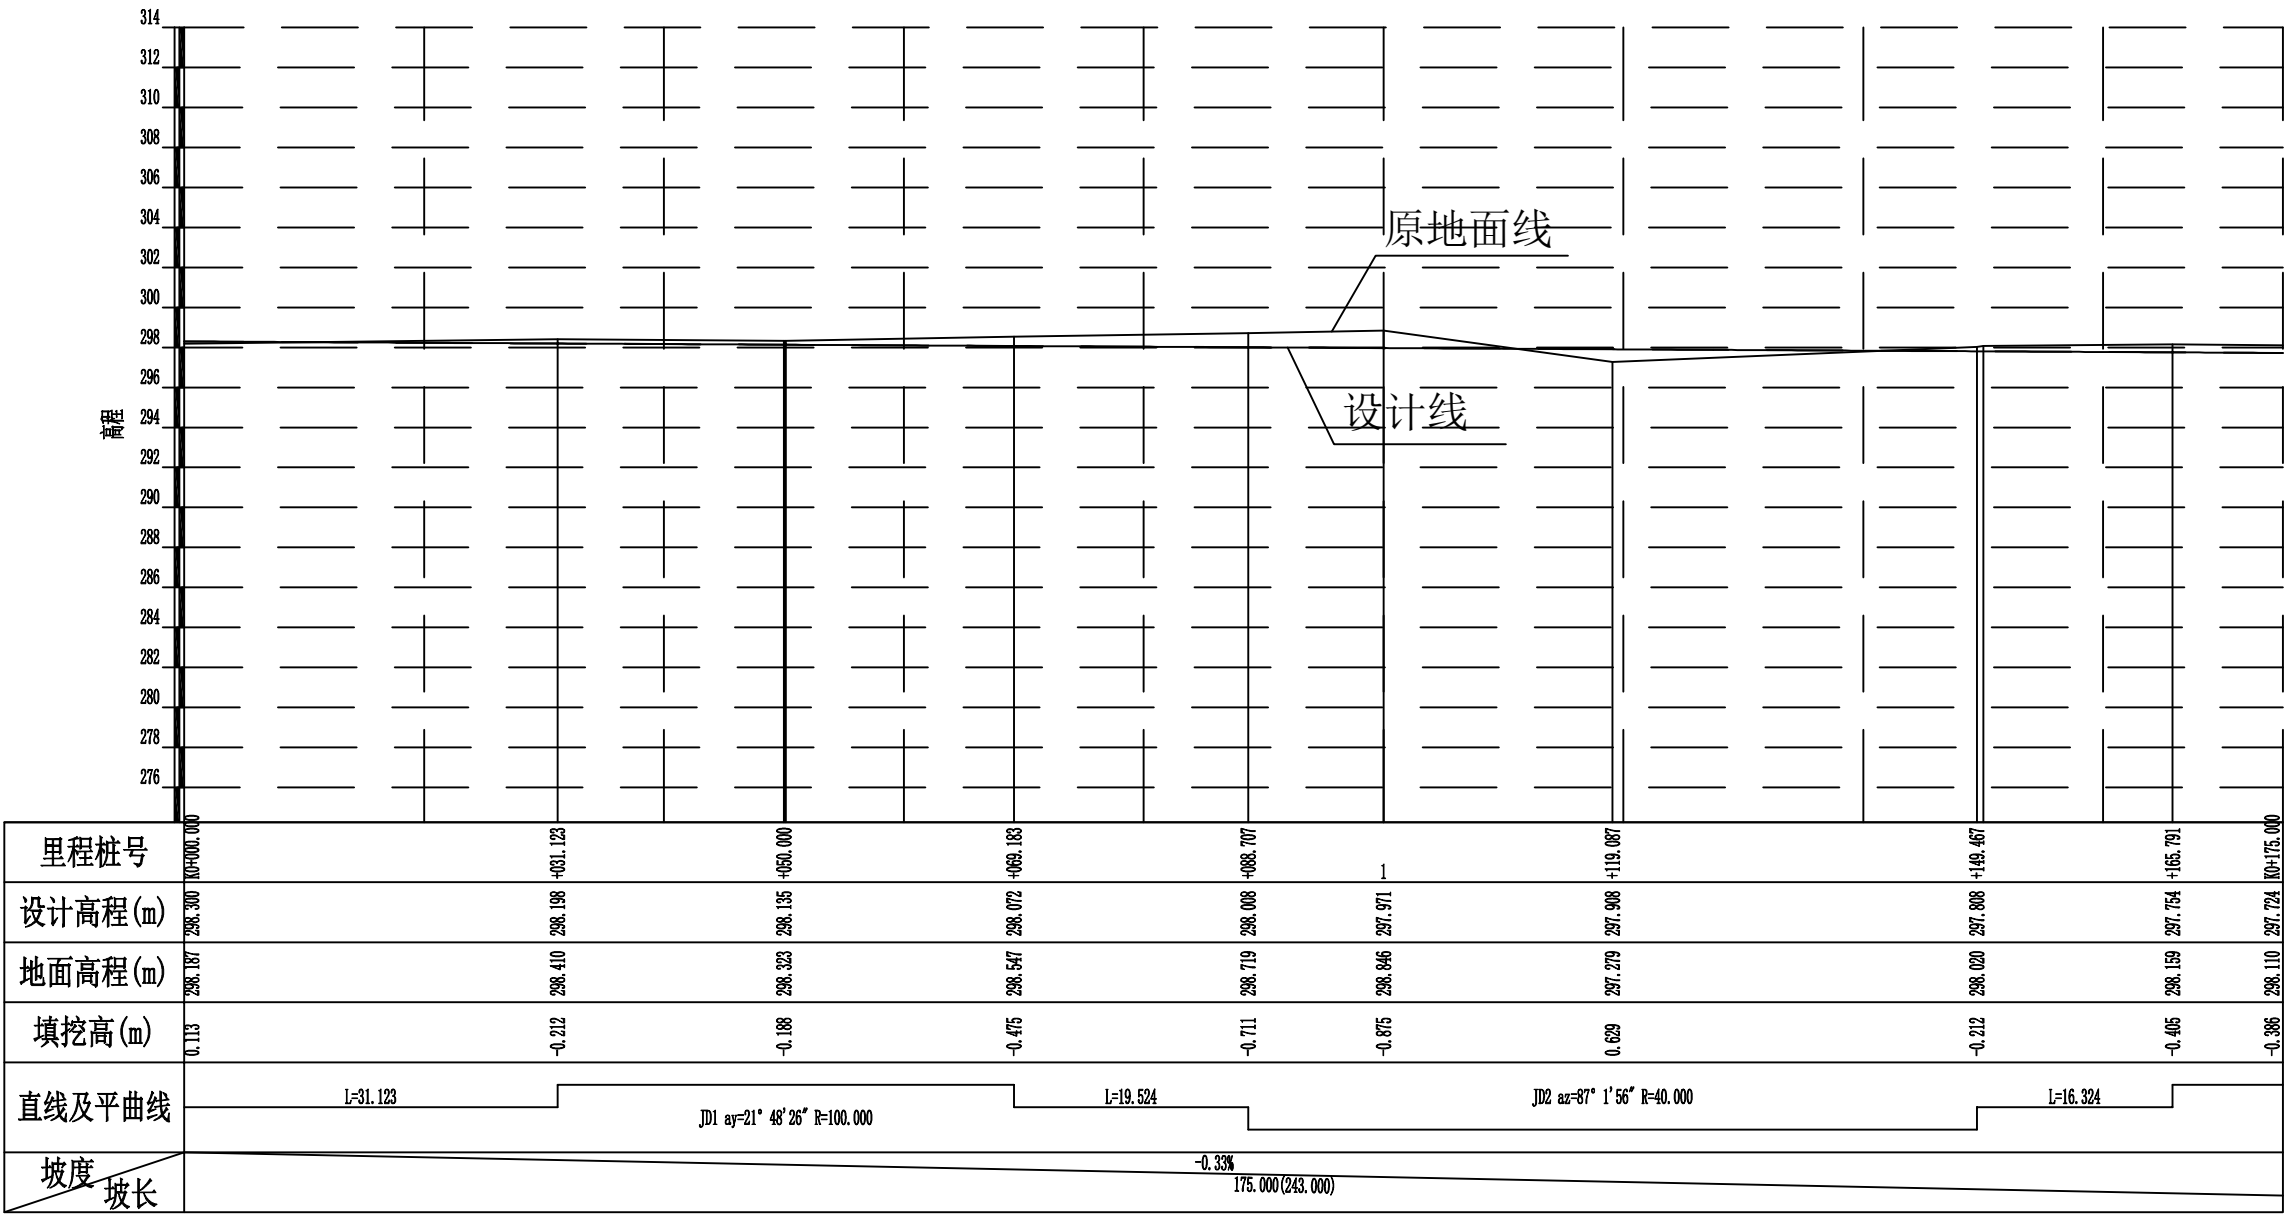 314
312
310
308
306
304
302
300
298
296
294
292
290
288
286
284
282
280
278
276
高程
原地面线
设计线
里程桩号 K0+000.000 +031.123 +050.000 +069.183 +088.707 1 +119.087 +149.467 +165.791 K0+175.000
设计高程(m) 298.300 298.198 298.135 298.072 298.008 297.971 297.908 297.808 297.754 297.724
地面高程(m) 298.187 298.410 298.323 298.547 298.719 298.846 297.279 298.020 298.159 298.110
填挖高(m) 0.113 -0.212 -0.188 -0.475 -0.711 -0.875 0.629 -0.212 -0.405 -0.386
直线及平曲线 L=31.123 JD1 ay=21°48'26" R=100.000 L=19.524 JD2 az=87°1'56" R=40.000 L=16.324
坡度 -0.33%
坡长 175.000(243.000)